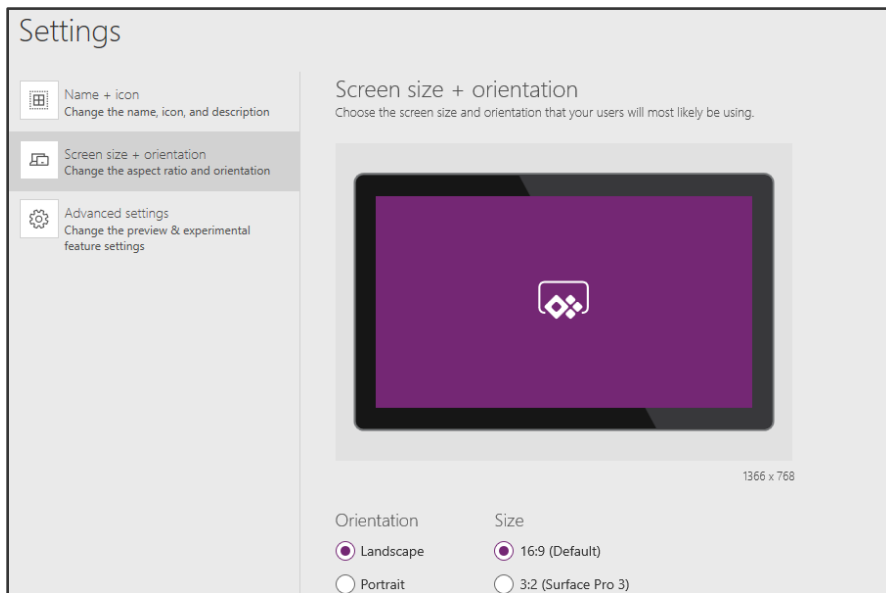 Settings
Name + icon
Change the name, icon, and description
Screen size + orientation
Change the aspect ratio and orientation
Advanced settings
Change the preview & experimental
feature settings
Screen size + orientation
Choose the screen size and orientation that your users will most likely be using.
1366 x 768
Orientation
Size
Landscape
16:9 (Default)
Portrait
3:2 (Surface Pro 3)